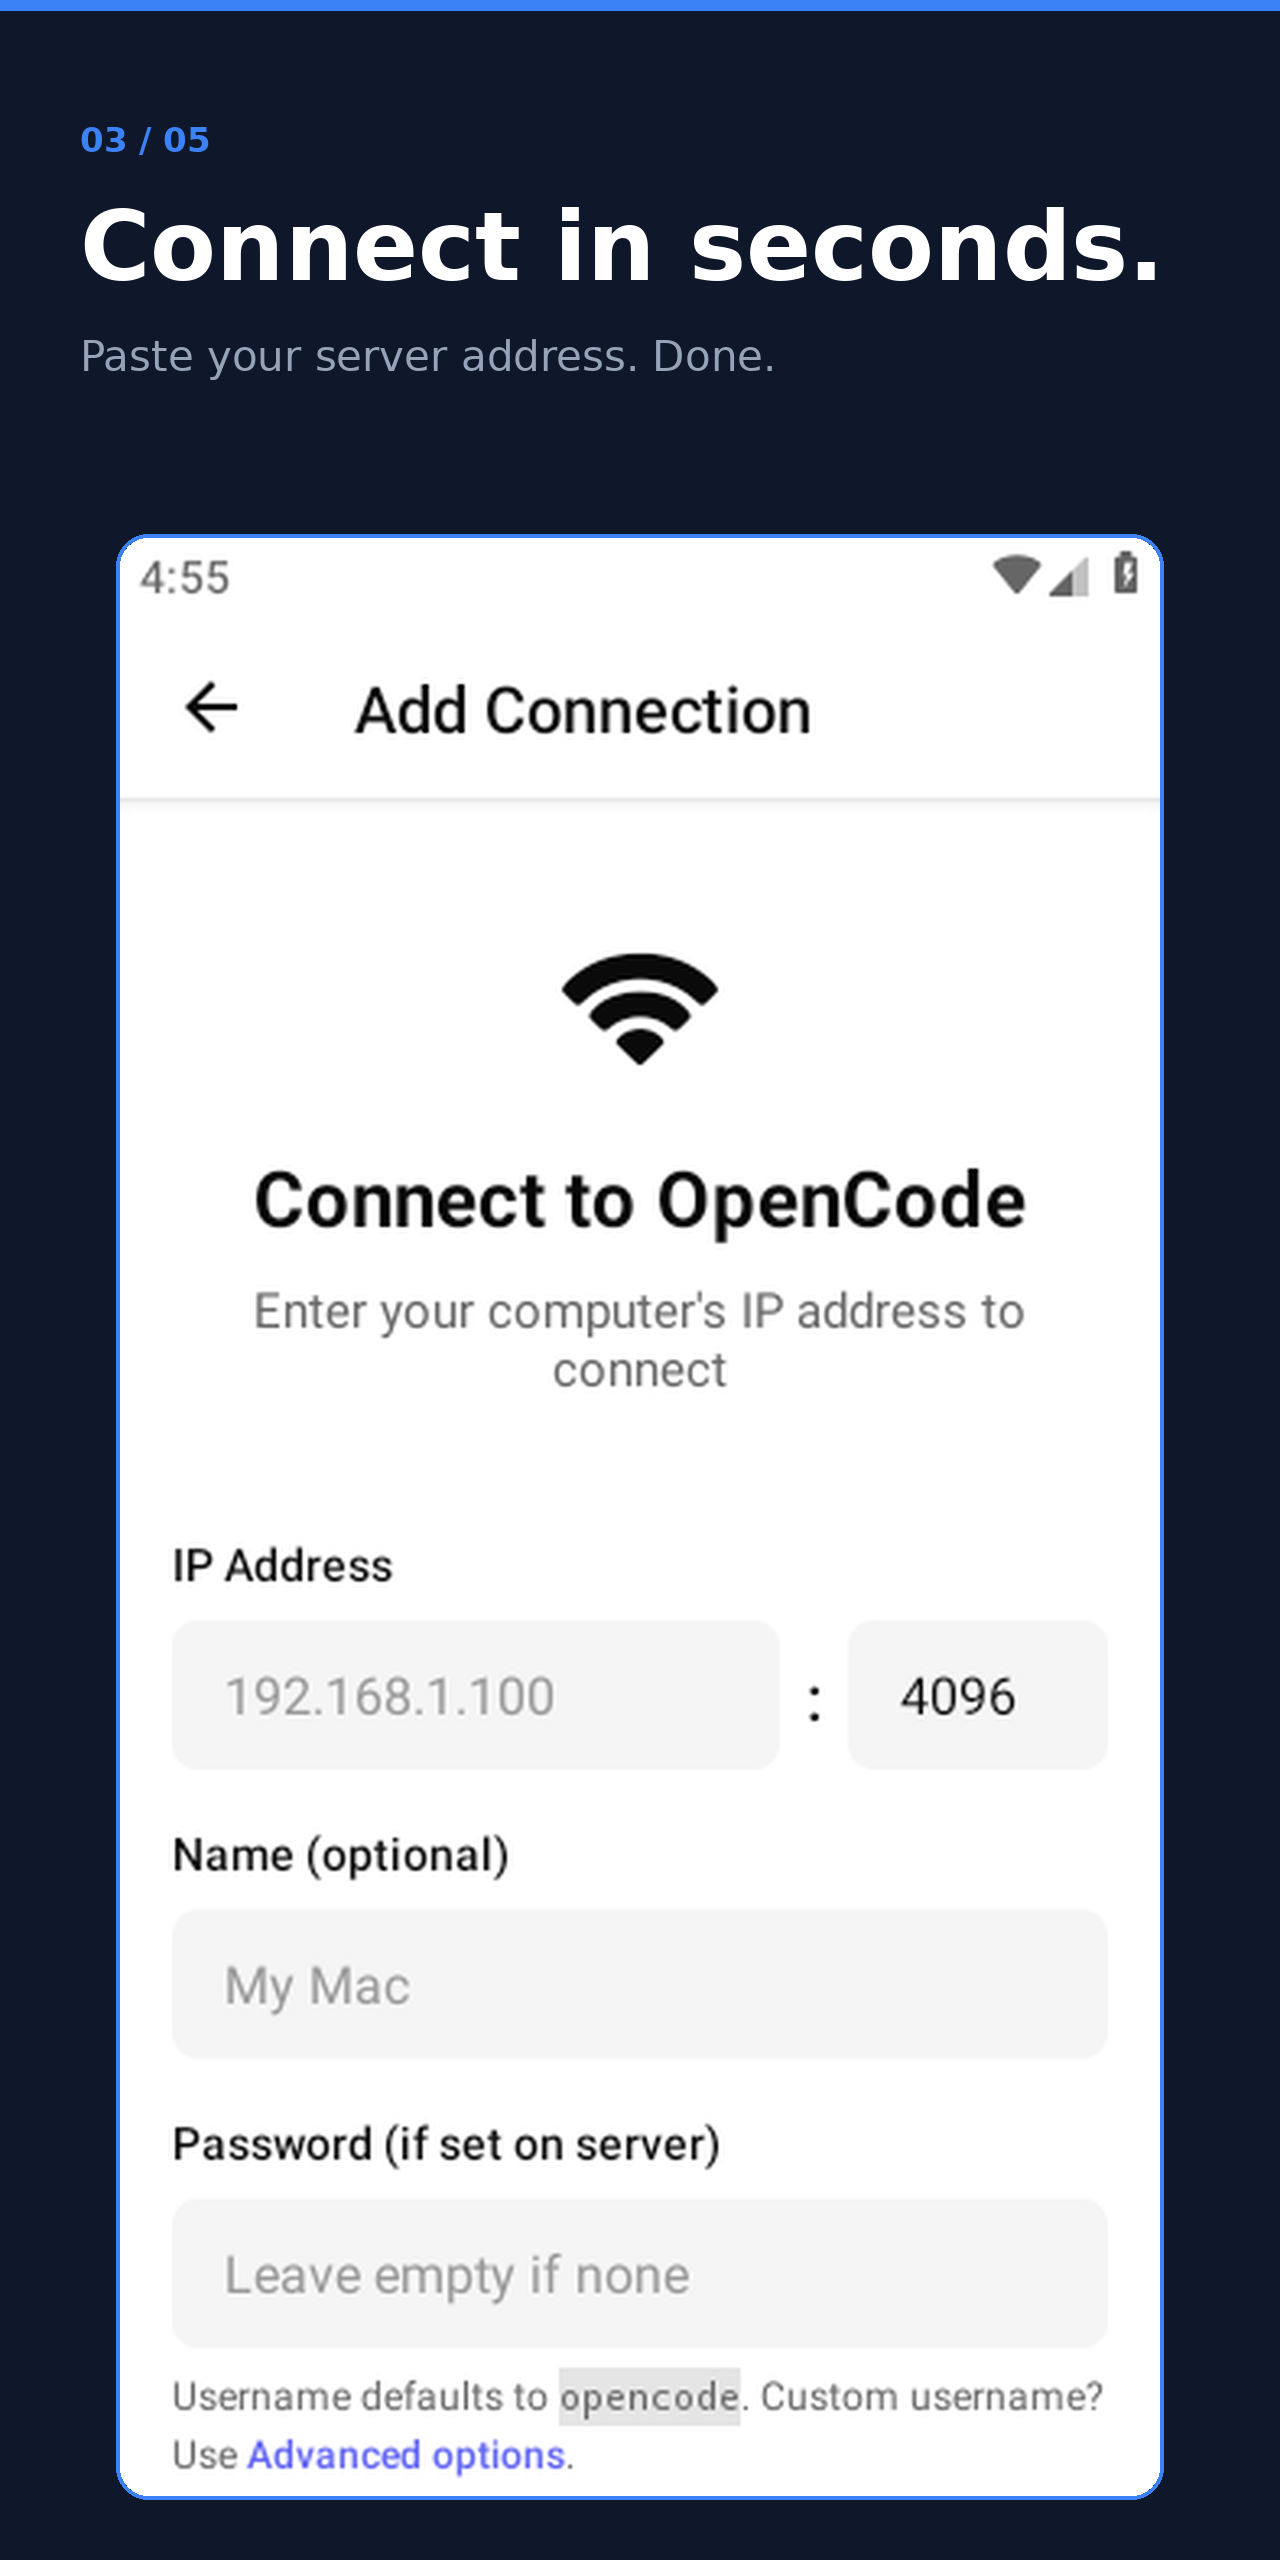 03 / 05
Connect in seconds.
Paste your server address. Done.
4:55
Add Connection
Connect to OpenCode
Enter your computer's IP address to
connect
IP Address
192.168.1.100 : 4096
Name (optional)
My Mac
Password (if set on server)
Leave empty if none
Username defaults to opencode. Custom username?
Use Advanced options.